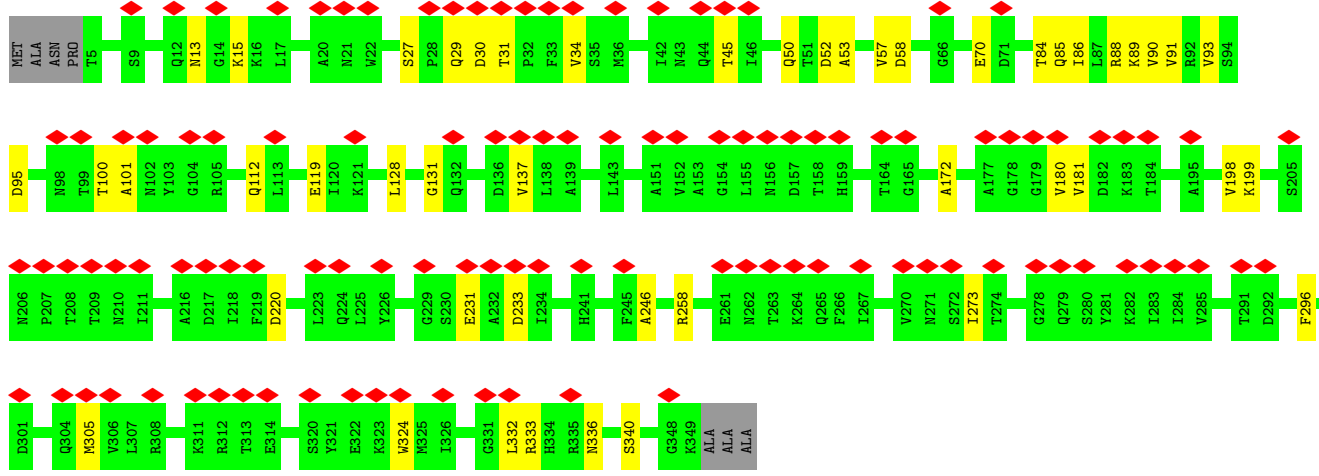 MET ALA ASN PRO T5 S9 Q12 N13 G14 K15 K16 L17 A20 N21 W22 S27 P28 Q29 D30 T31 P32 F33 V34 S35 M36 I42 N43 Q44 T45 I46 Q50 T51 D52 A53 V57 D58 G66 E70 D71 T84 Q85 I86 L87 R88 K89 V90 V91 R92 V93 S94
D95 N98 T99 T100 A101 N102 Y103 G104 R105 Q112 L113 E119 I120 K121 L128 G131 Q132 D136 V137 L138 A139 L143 A151 V152 A153 G154 L155 N156 D157 T158 H159 T164 G165 A172 A177 G178 G179 V180 V181 D182 K183 T184 A195 V198 K199 S205
N206 P207 T208 T209 N210 I211 A216 D217 I218 F219 D220 L223 Q224 L225 Y226 G229 S230 E231 A232 D233 I234 H241 F245 A246 R258 E261 N262 T263 K264 Q265 F266 I267 V270 N271 S272 I273 T274 G278 Q279 S280 Y281 K282 I283 I284 V285 T291 D292 F296
D301 Q304 M305 V306 L307 R308 K311 R312 T313 E314 S320 Y321 E322 K323 W324 M325 I326 G331 L332 R333 H334 R335 N336 S340 G348 K349 ALA ALA ALA